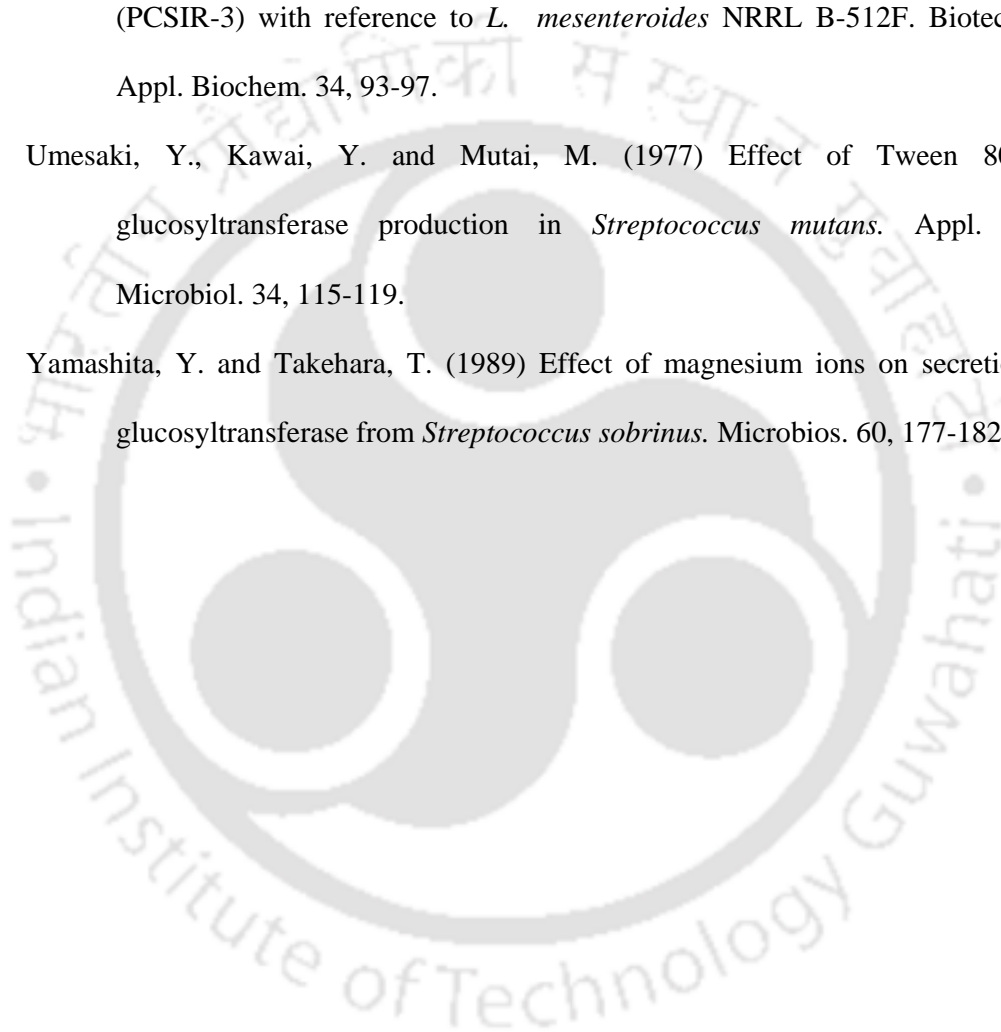 (PCSIR-3) with reference to L. mesenteroides NRRL B-512F. Biotec
Appl. Biochem. 34, 93-97.
Umesaki, Y., Kawai, Y. and Mutai, M. (1977) Effect of Tween 80
glucosyltransferase production in Streptococcus mutans. Appl.
Microbiol. 34, 115-119.
Yamashita, Y. and Takehara, T. (1989) Effect of magnesium ions on secreti
glucosyltransferase from Streptococcus sobrinus. Microbios. 60, 177-182
Indian Institute of Technology Guwahati